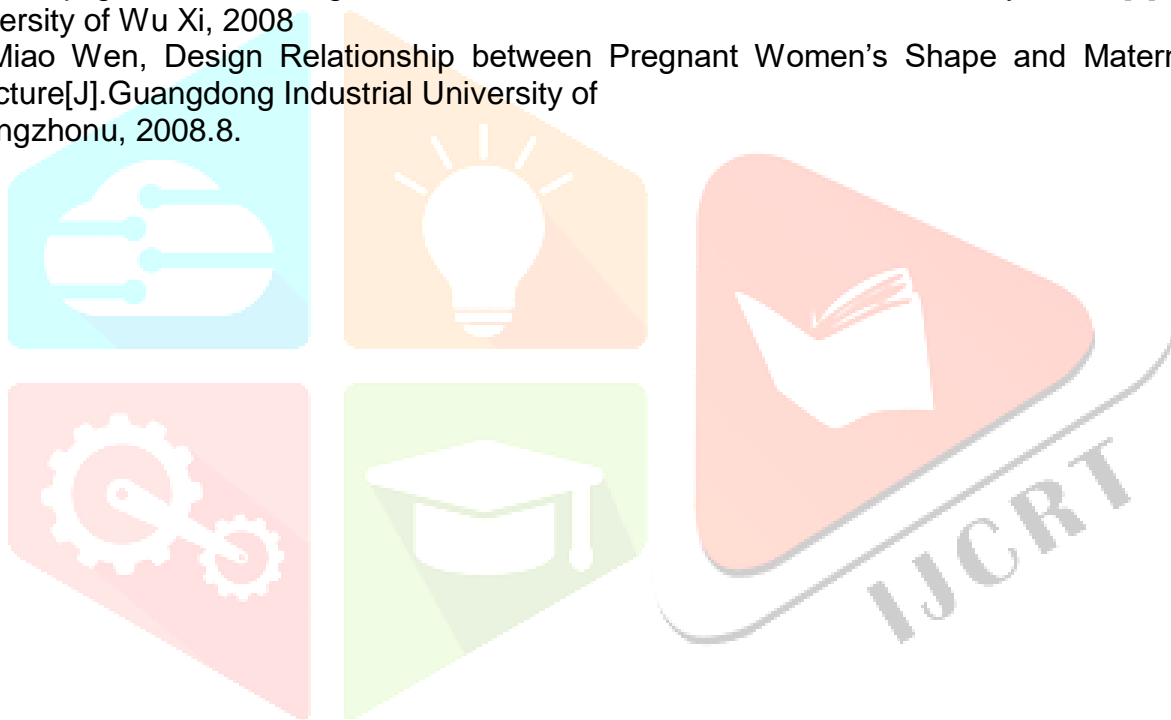 ersity of Wu Xi, 2008
Miao Wen, Design Relationship between Pregnant Women’s Shape and Matern
cture[J].Guangdong Industrial University of
ngzhonu, 2008.8.
IJCRT